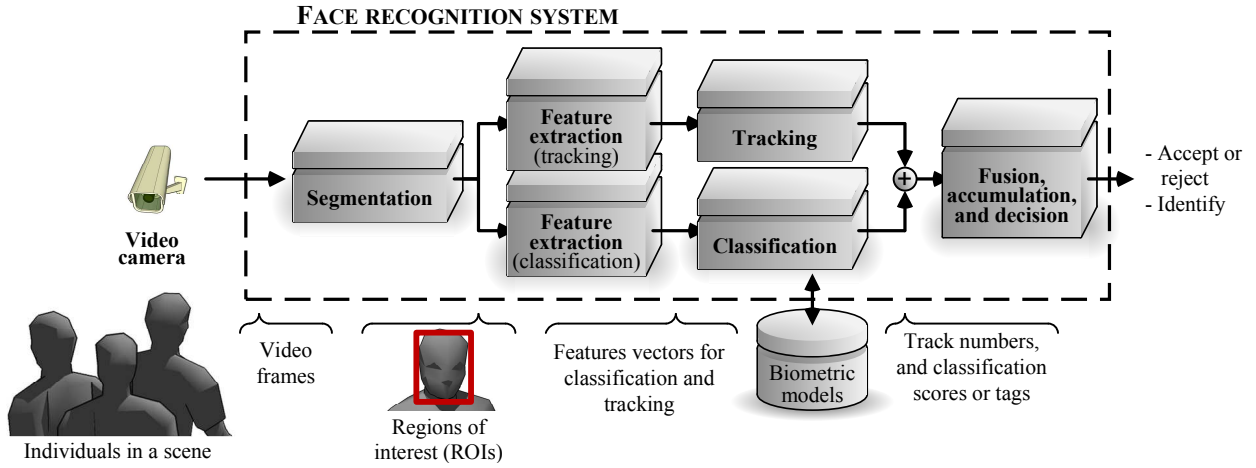 FACE RECOGNITION SYSTEM
Feature
extraction
(tracking)
Tracking
Segmentation
Fusion,
accumulation,
and decision
- Accept or
reject
- Identify
Feature
extraction
(classification)
Classification
Video
camera
Video
frames
Features vectors for
classification and
tracking
Biometric
models
Track numbers,
and classification
scores or tags
Regions of
interest (ROIs)
Individuals in a scene